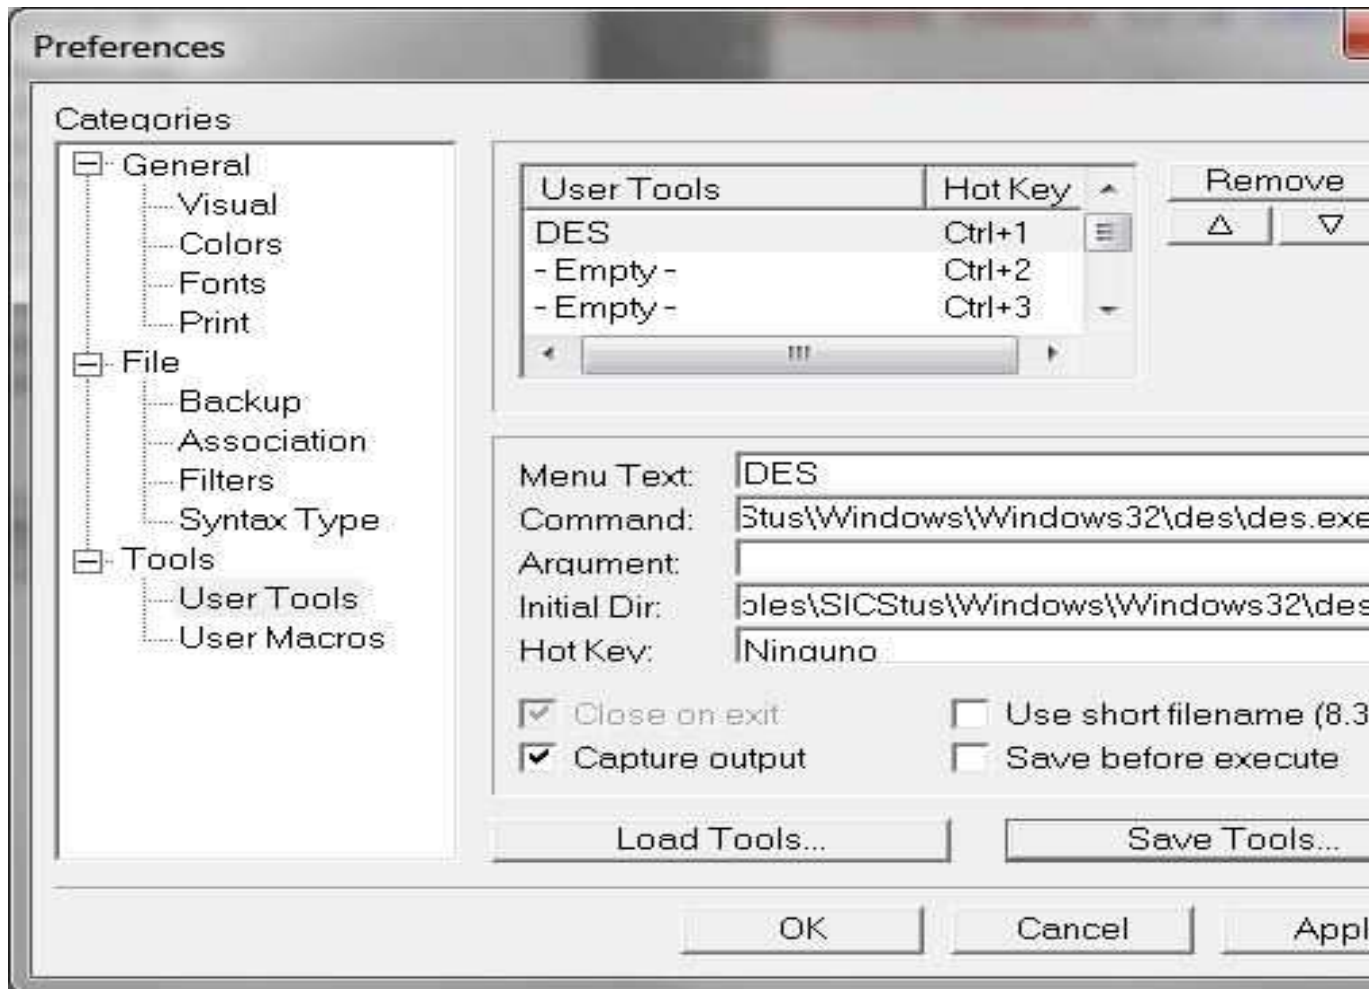 Preferences
Categories
General
Visual
Colors
Fonts
Print
File
Backup
Association
Filters
Syntax Type
Tools
User Tools
User Macros
User Tools Hot Key
DES Ctrl+1
- Empty - Ctrl+2
- Empty - Ctrl+3
Remove
Menu Text: DES
Command: Stus\Windows\Windows32\des\des.exe
Argument:
Initial Dir: oles\SICStus\Windows\Windows32\des
Hot Key: Ninguno
Close on exit
Use short filename (8.3
Capture output
Save before execute
Load Tools...
Save Tools...
OK
Cancel
Appl